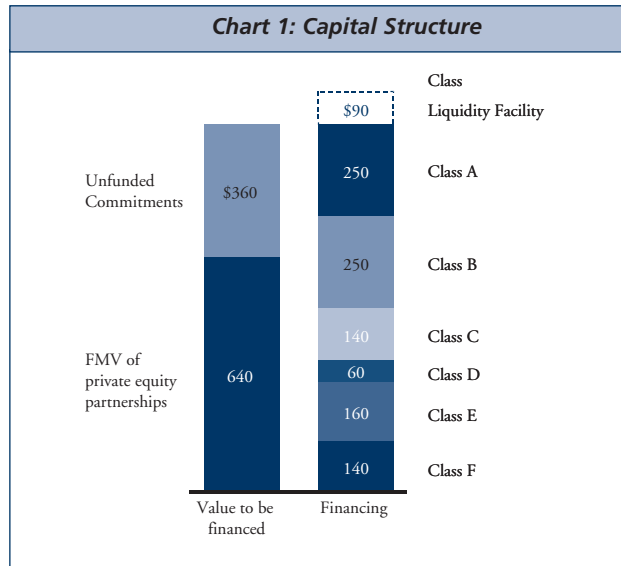 Chart 1: Capital Structure
Class
$90
Liquidity Facility
Unfunded
Commitments
$360
250
Class A
250
Class B
140
Class C
FMV of
private equity
partnerships
640
60
Class D
160
Class E
140
Class F
Value to be
financed
Financing